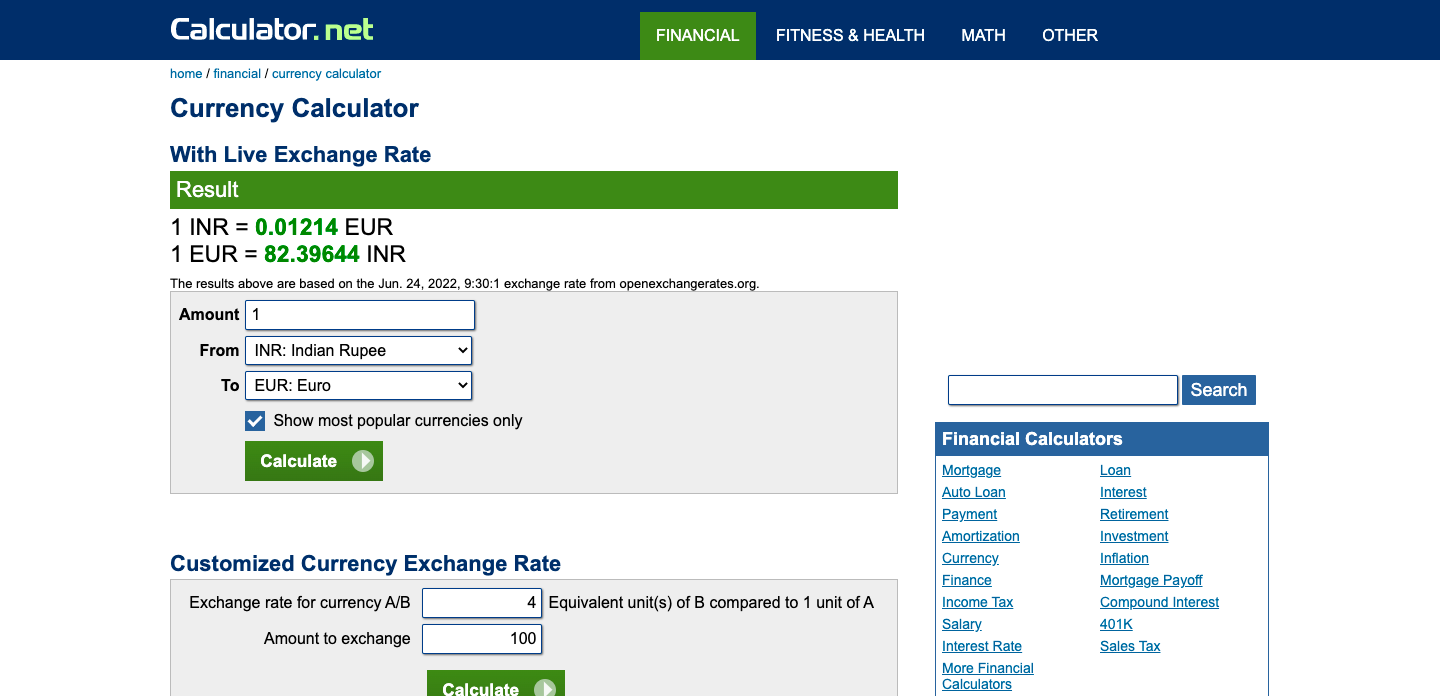 Calculator.net
FINANCIAL FITNESS & HEALTH MATH OTHER
home / financial / currency calculator
Currency Calculator
With Live Exchange Rate
Result
1 INR = 0.01214 EUR
1 EUR = 82.39644 INR
The results above are based on the Jun. 24, 2022, 9:30:1 exchange rate from openexchangerates.org.
Amount 1
From INR: Indian Rupee
To EUR: Euro
Show most popular currencies only
Calculate
Customized Currency Exchange Rate
Exchange rate for currency A/B 4 Equivalent unit(s) of B compared to 1 unit of A
Amount to exchange 100
Calculate
Search
Financial Calculators
Mortgage Loan
Auto Loan Interest
Payment Retirement
Amortization Investment
Currency Inflation
Finance Mortgage Payoff
Income Tax Compound Interest
Salary 401K
Interest Rate Sales Tax
More Financial
Calculators